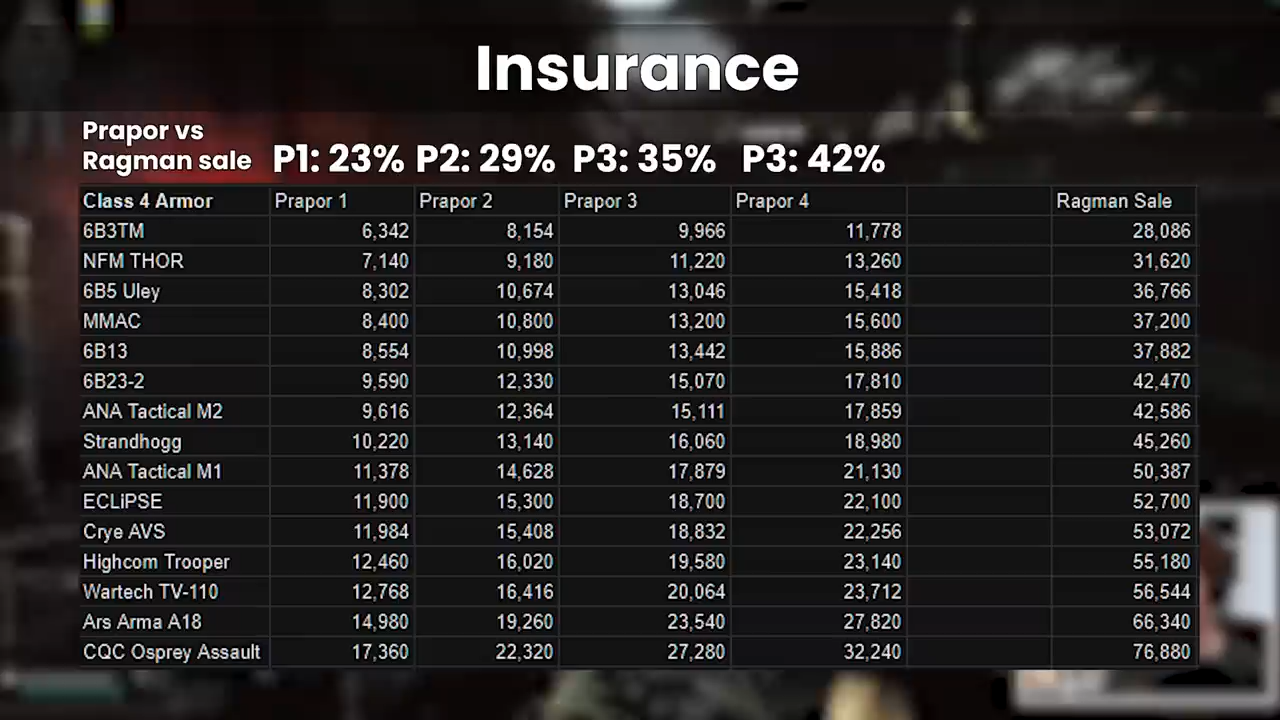 Insurance
Prapor vs
Ragman sale P1: 23% P2: 29% P3: 35% P3: 42%
Class 4 Armor Prapor 1 Prapor 2 Prapor 3 Prapor 4 Ragman Sale
6B3TM 6,342 8,154 9,966 11,778 28,086
NFM THOR 7,140 9,180 11,220 13,260 31,620
6B5 Uley 8,302 10,674 13,046 15,418 36,766
MMAC 8,400 10,800 13,200 15,600 37,200
6B13 8,554 10,998 13,442 15,886 37,882
6B23-2 9,590 12,330 15,070 17,810 42,470
ANA Tactical M2 9,616 12,364 15,111 17,859 42,586
Strandhogg 10,220 13,140 16,060 18,980 45,260
ANA Tactical M1 11,378 14,628 17,879 21,130 50,387
ECLiPSE 11,900 15,300 18,700 22,100 52,700
Crye AVS 11,984 15,408 18,832 22,256 53,072
Highcom Trooper 12,460 16,020 19,580 23,140 55,180
Wartech TV-110 12,768 16,416 20,064 23,712 56,544
Ars Arma A18 14,980 19,260 23,540 27,820 66,340
CQC Osprey Assault 17,360 22,320 27,280 32,240 76,880